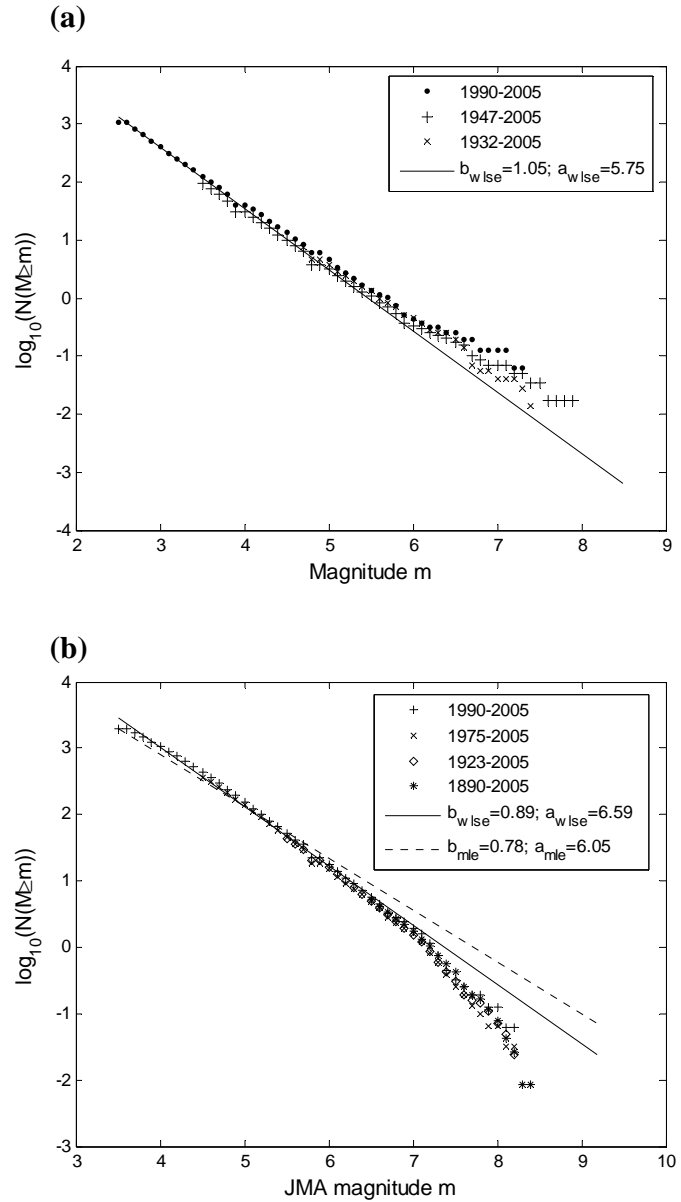 (a)
4
3
2
1
0
-1
-2
-3
-4
log10(N(M≥m))
1990-2005
1947-2005
1932-2005
bwlse=1.05; awlse=5.75
2 3 4 5 6 7 8 9
Magnitude m
(b)
4
3
2
1
0
-1
-2
-3
log10(N(M≥m))
1990-2005
1975-2005
1923-2005
1890-2005
bwlse=0.89; awlse=6.59
bmle=0.78; amle=6.05
3 4 5 6 7 8 9 10
JMA magnitude m